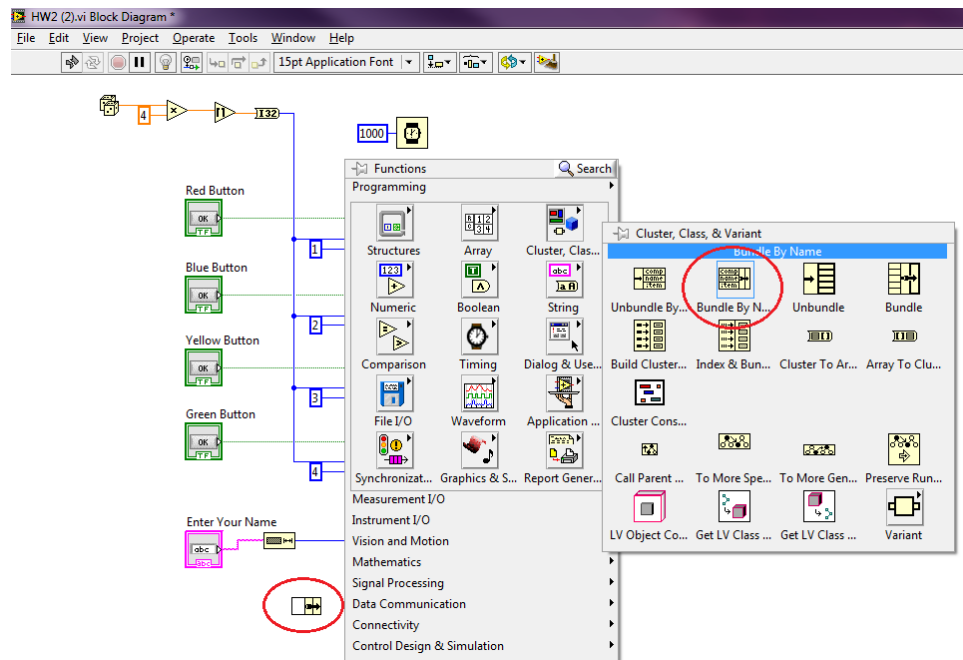 HW2 (2).vi Block Diagram *
File Edit View Project Operate Tools Window Help
15pt Application Font
4
I32
1000
Functions
Search
Programming
Structures
Array
Cluster, Clas...
Numeric
Boolean
String
Comparison
Timing
Dialog & Use...
File I/O
Waveform
Application ...
Synchronizat...
Graphics & S...
Report Gener...
Measurement I/O
Instrument I/O
Vision and Motion
Mathematics
Signal Processing
Data Communication
Connectivity
Control Design & Simulation
Cluster, Class, & Variant
Bundle By Name
Unbundle By...
Bundle By N...
Unbundle
Bundle
Build Cluster...
Index & Bun...
Cluster To Ar...
Array To Clu...
Cluster Cons...
Call Parent ...
To More Spe...
To More Gen...
Preserve Run...
LV Object Co...
Get LV Class ...
Get LV Class ...
Variant
Red Button
OK
TF
1
Blue Button
OK
TF
2
Yellow Button
OK
TF
3
Green Button
OK
TF
4
Enter Your Name
abc
abc